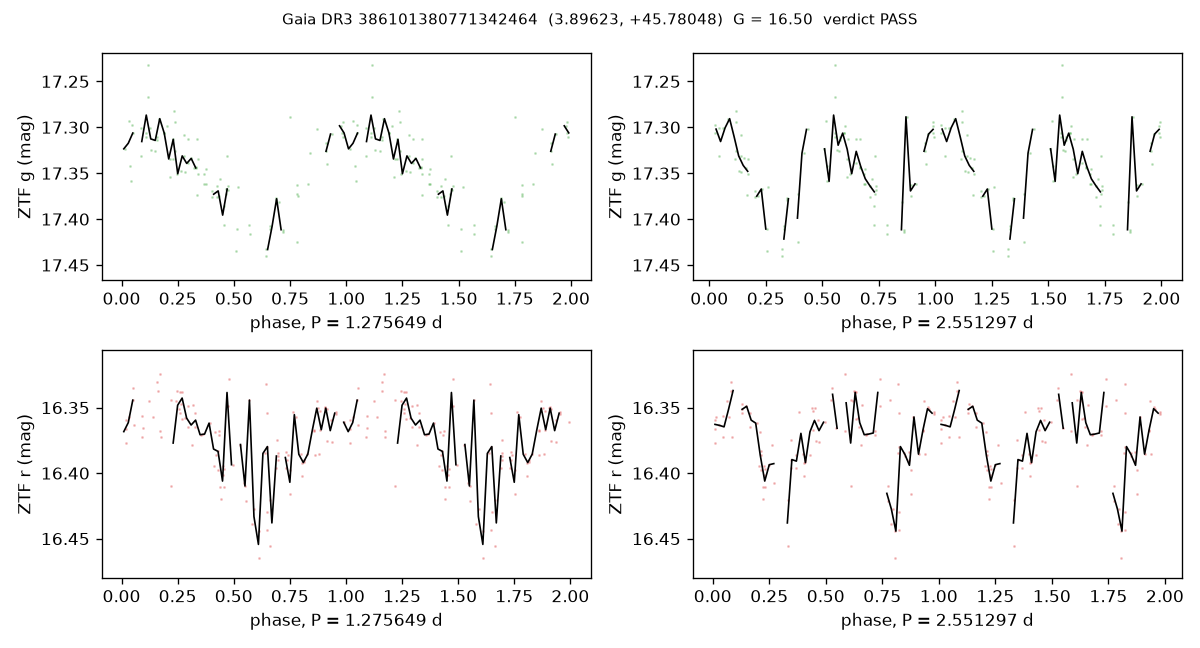 Gaia DR3 386101380771342464 (3.89623, +45.78048) G = 16.50 verdict PASS
ZTF g (mag)
17.25
17.30
17.35
17.40
17.45
0.00 0.25 0.50 0.75 1.00 1.25 1.50 1.75 2.00
phase, P = 1.275649 d
ZTF g (mag)
17.25
17.30
17.35
17.40
17.45
0.00 0.25 0.50 0.75 1.00 1.25 1.50 1.75 2.00
phase, P = 2.551297 d
ZTF r (mag)
16.35
16.40
16.45
0.00 0.25 0.50 0.75 1.00 1.25 1.50 1.75 2.00
phase, P = 1.275649 d
ZTF r (mag)
16.35
16.40
16.45
0.00 0.25 0.50 0.75 1.00 1.25 1.50 1.75 2.00
phase, P = 2.551297 d